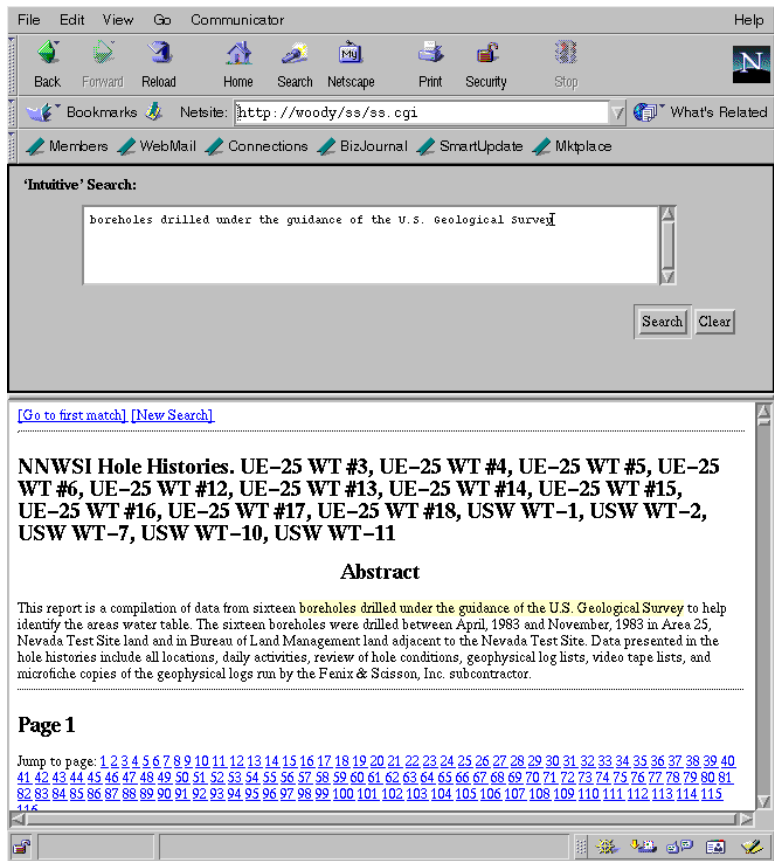 File Edit View Go Communicator Help
My
N
Back Forward Reload Home Search Netscape Print Security Stop
Bookmarks Netsite: http://woody/ss/ss.cgi What's Related
Members WebMail Connections BizJournal SmartUpdate Mktplace
'Intuitive' Search:
boreholes drilled under the guidance of the U.S. Geological Survey
Search Clear
[Go to first match] [New Search]
NNWSI Hole Histories. UE-25 WT #3, UE-25 WT #4, UE-25 WT #5, UE-25
WT #6, UE-25 WT #12, UE-25 WT #13, UE-25 WT #14, UE-25 WT #15,
UE-25 WT #16, UE-25 WT #17, UE-25 WT #18, USW WT-1, USW WT-2,
USW WT-7, USW WT-10, USW WT-11
Abstract
This report is a compilation of data from sixteen boreholes drilled under the guidance of the U.S. Geological Survey to help
identify the areas water table. The sixteen boreholes were drilled between April, 1983 and November, 1983 in Area 25,
Nevada Test Site land and in Bureau of Land Management land adjacent to the Nevada Test Site. Data presented in the
hole histories include all locations, daily activities, review of hole conditions, geophysical log lists, video tape lists, and
microfiche copies of the geophysical logs run by the Fenix & Scisson, Inc. subcontractor.
Page 1
Jump to page: 1 2 3 4 5 6 7 8 9 10 11 12 13 14 15 16 17 18 19 20 21 22 23 24 25 26 27 28 29 30 31 32 33 34 35 36 37 38 39 40
41 42 43 44 45 46 47 48 49 50 51 52 53 54 55 56 57 58 59 60 61 62 63 64 65 66 67 68 69 70 71 72 73 74 75 76 77 78 79 80 81
82 83 84 85 86 87 88 89 90 91 92 93 94 95 96 97 98 99 100 101 102 103 104 105 106 107 108 109 110 111 112 113 114 115
116